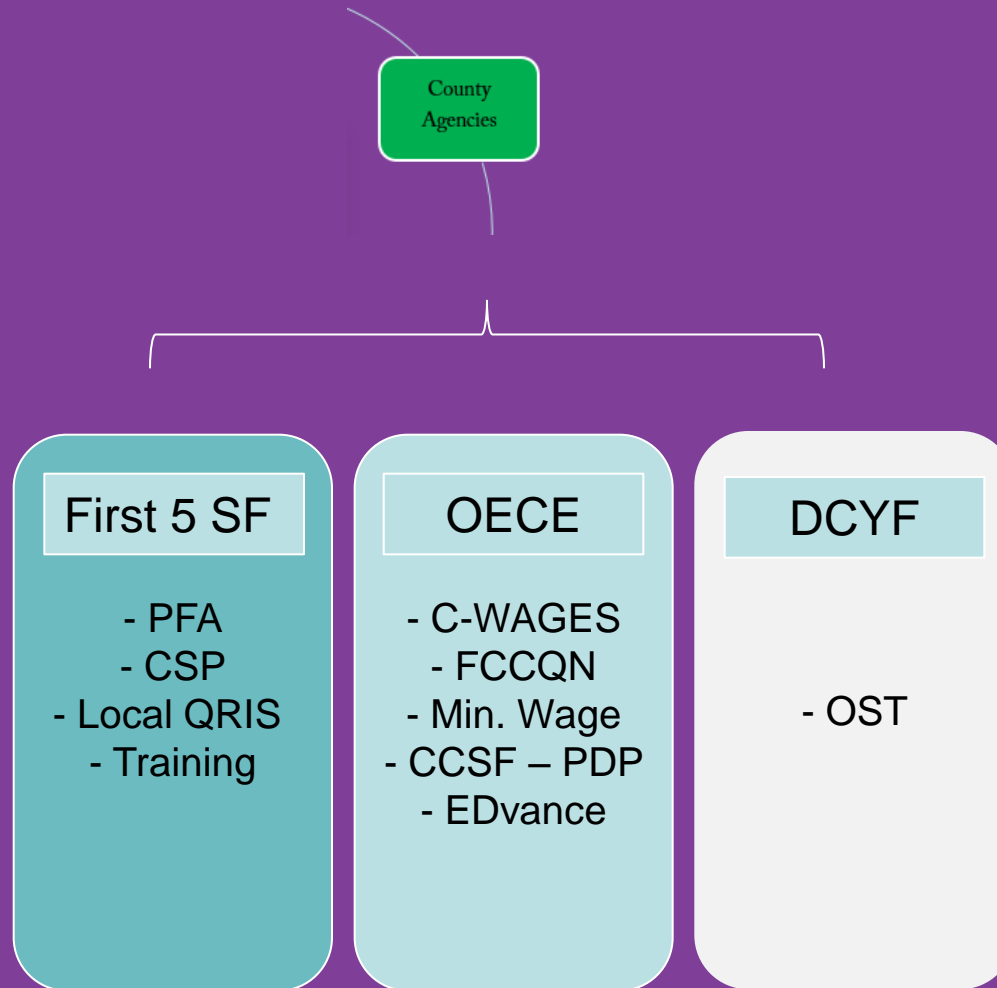 County
Agencies
First 5 SF
- PFA
- CSP
- Local QRIS
- Training
OECE
- C-WAGES
- FCCQN
- Min. Wage
- CCSF – PDP
- EDvance
DCYF
- OST